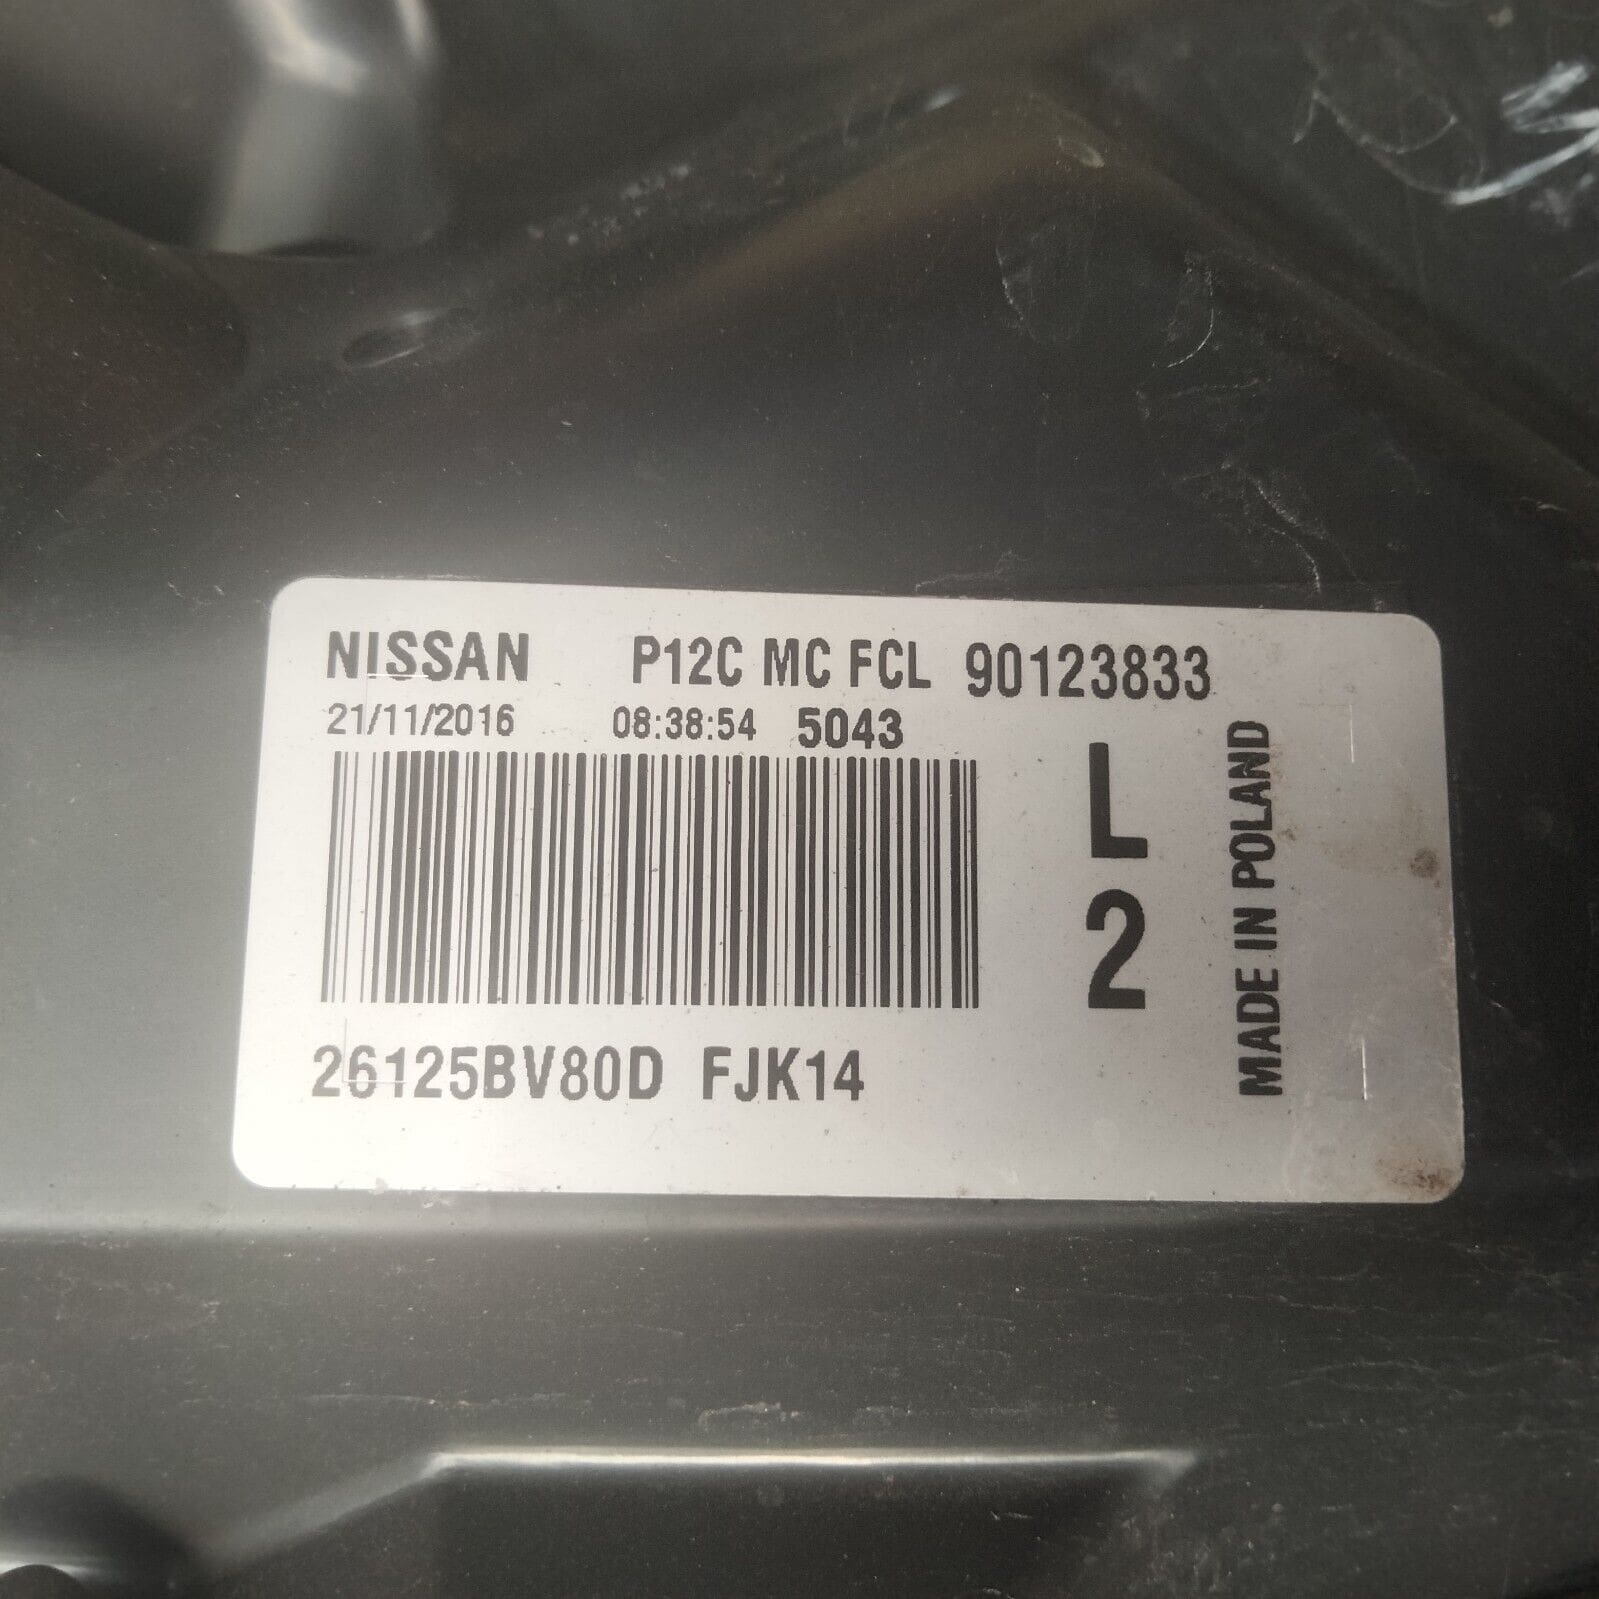 NISSAN P12C MC FCL 90123833
21/11/2016 08:38:54 5043
L
2
MADE IN POLAND
26125BV80D FJK14